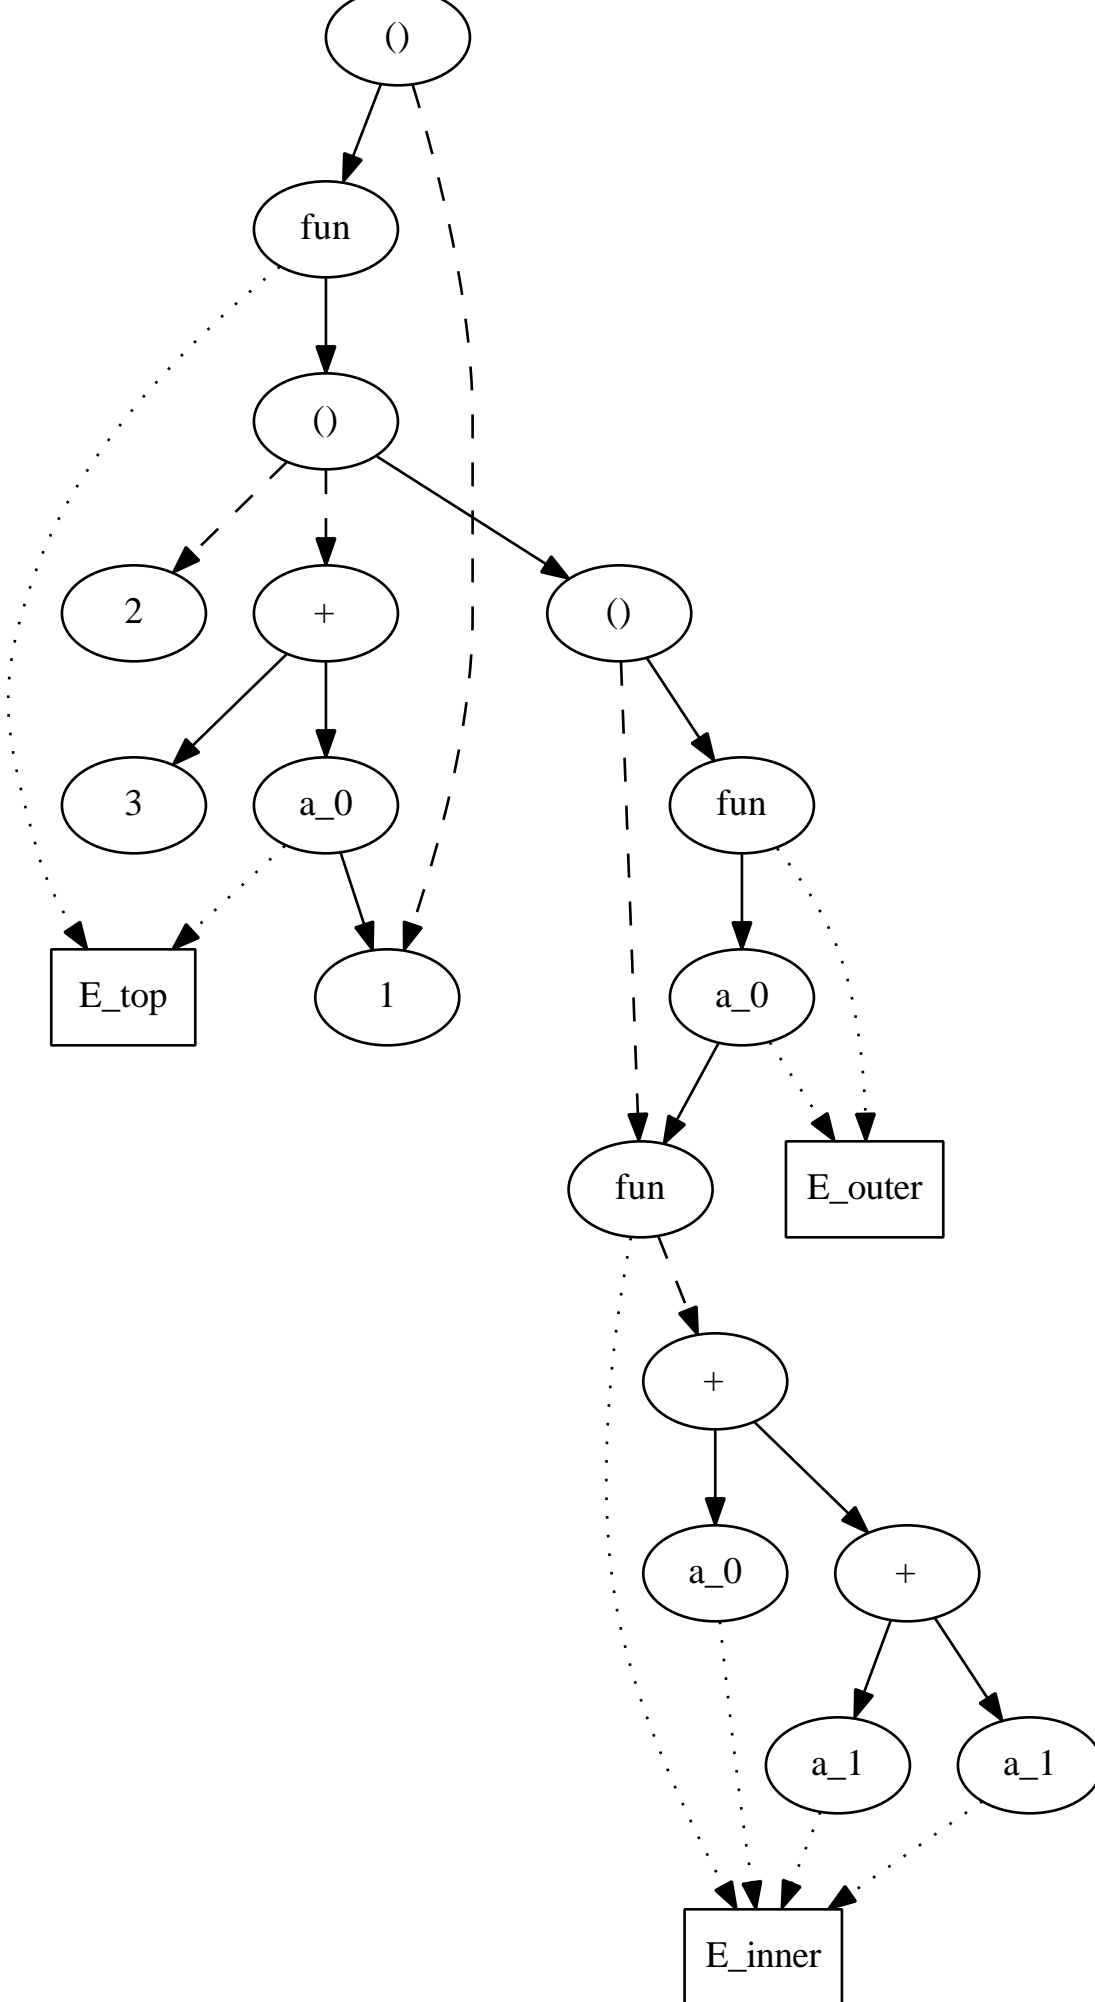 ()
fun
()
2
+
()
3
a_0
fun
E_top
1
a_0
fun
E_outer
+
a_0
+
a_1
a_1
E_inner